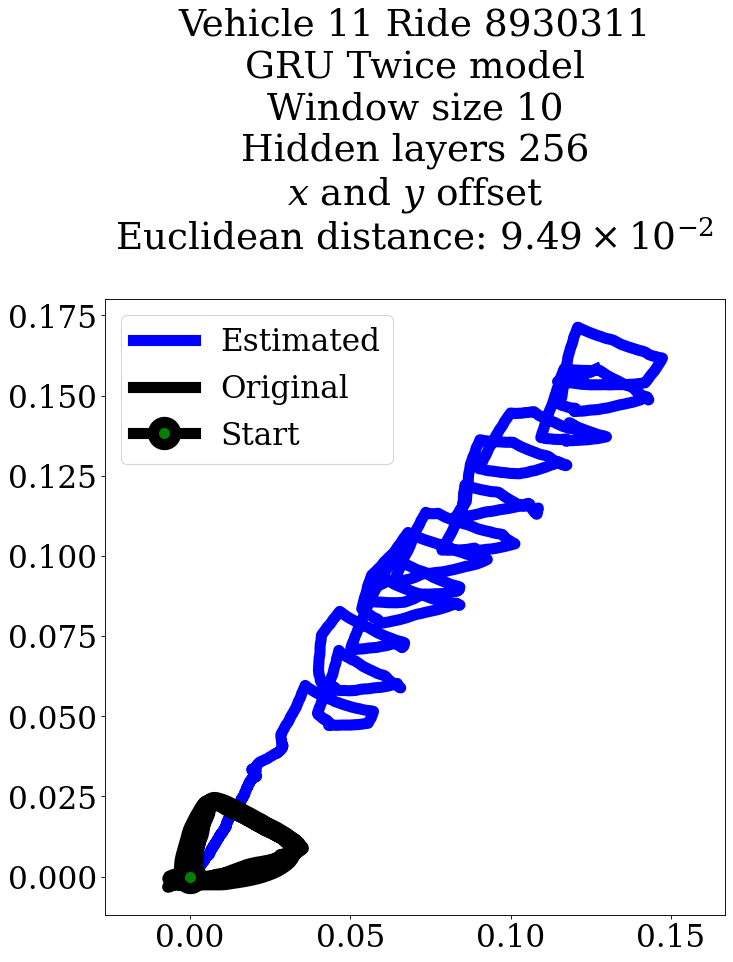 Vehicle 11 Ride 8930311
GRU Twice model
Window size 10
Hidden layers 256
x and y offset
Euclidean distance: 9.49 × 10⁻²
Estimated
Original
Start
0.175
0.150
0.125
0.100
0.075
0.050
0.025
0.000
0.00 0.05 0.10 0.15